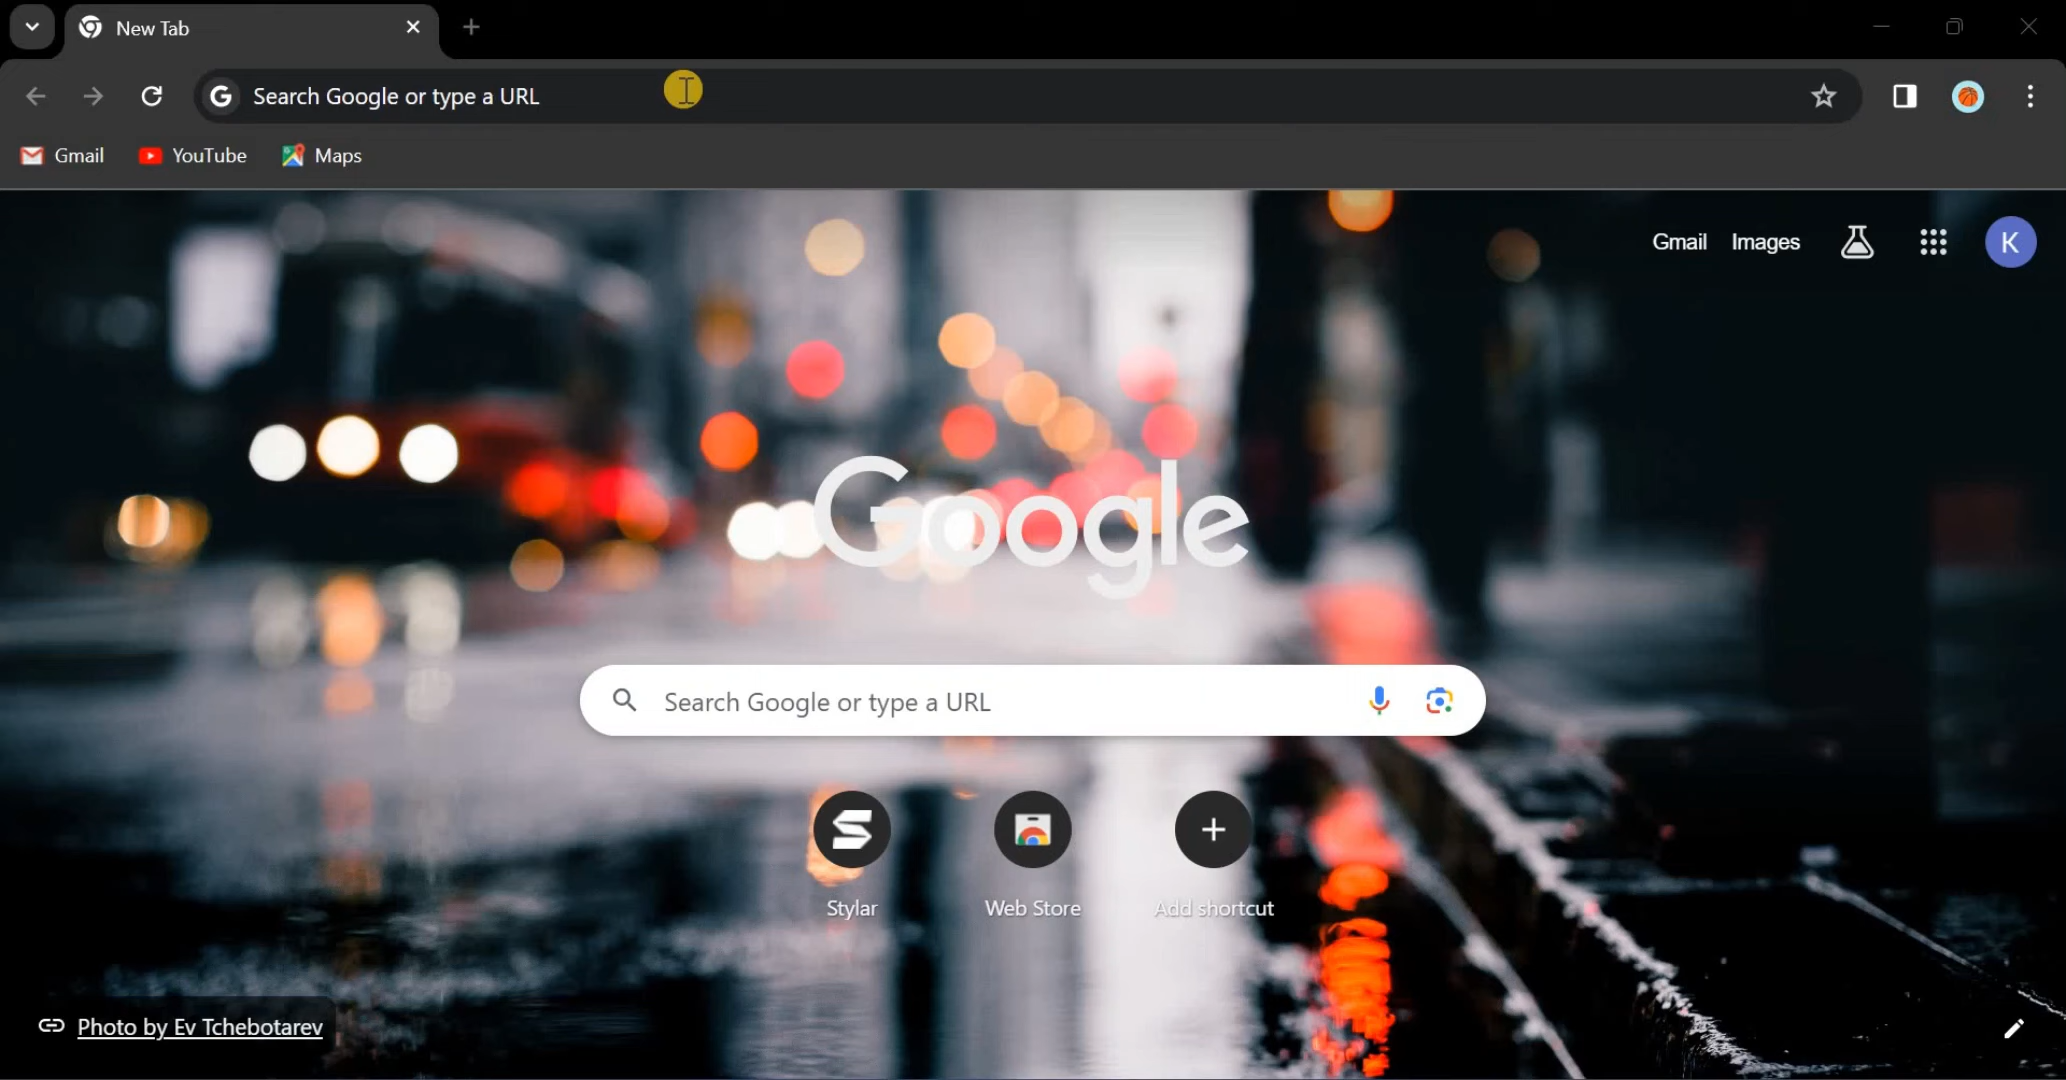 New Tab
Search Google or type a URL
Gmail YouTube Maps
Gmail Images K
Google
Search Google or type a URL
Stylar Web Store Add shortcut
Photo by Ev Tchebotarev